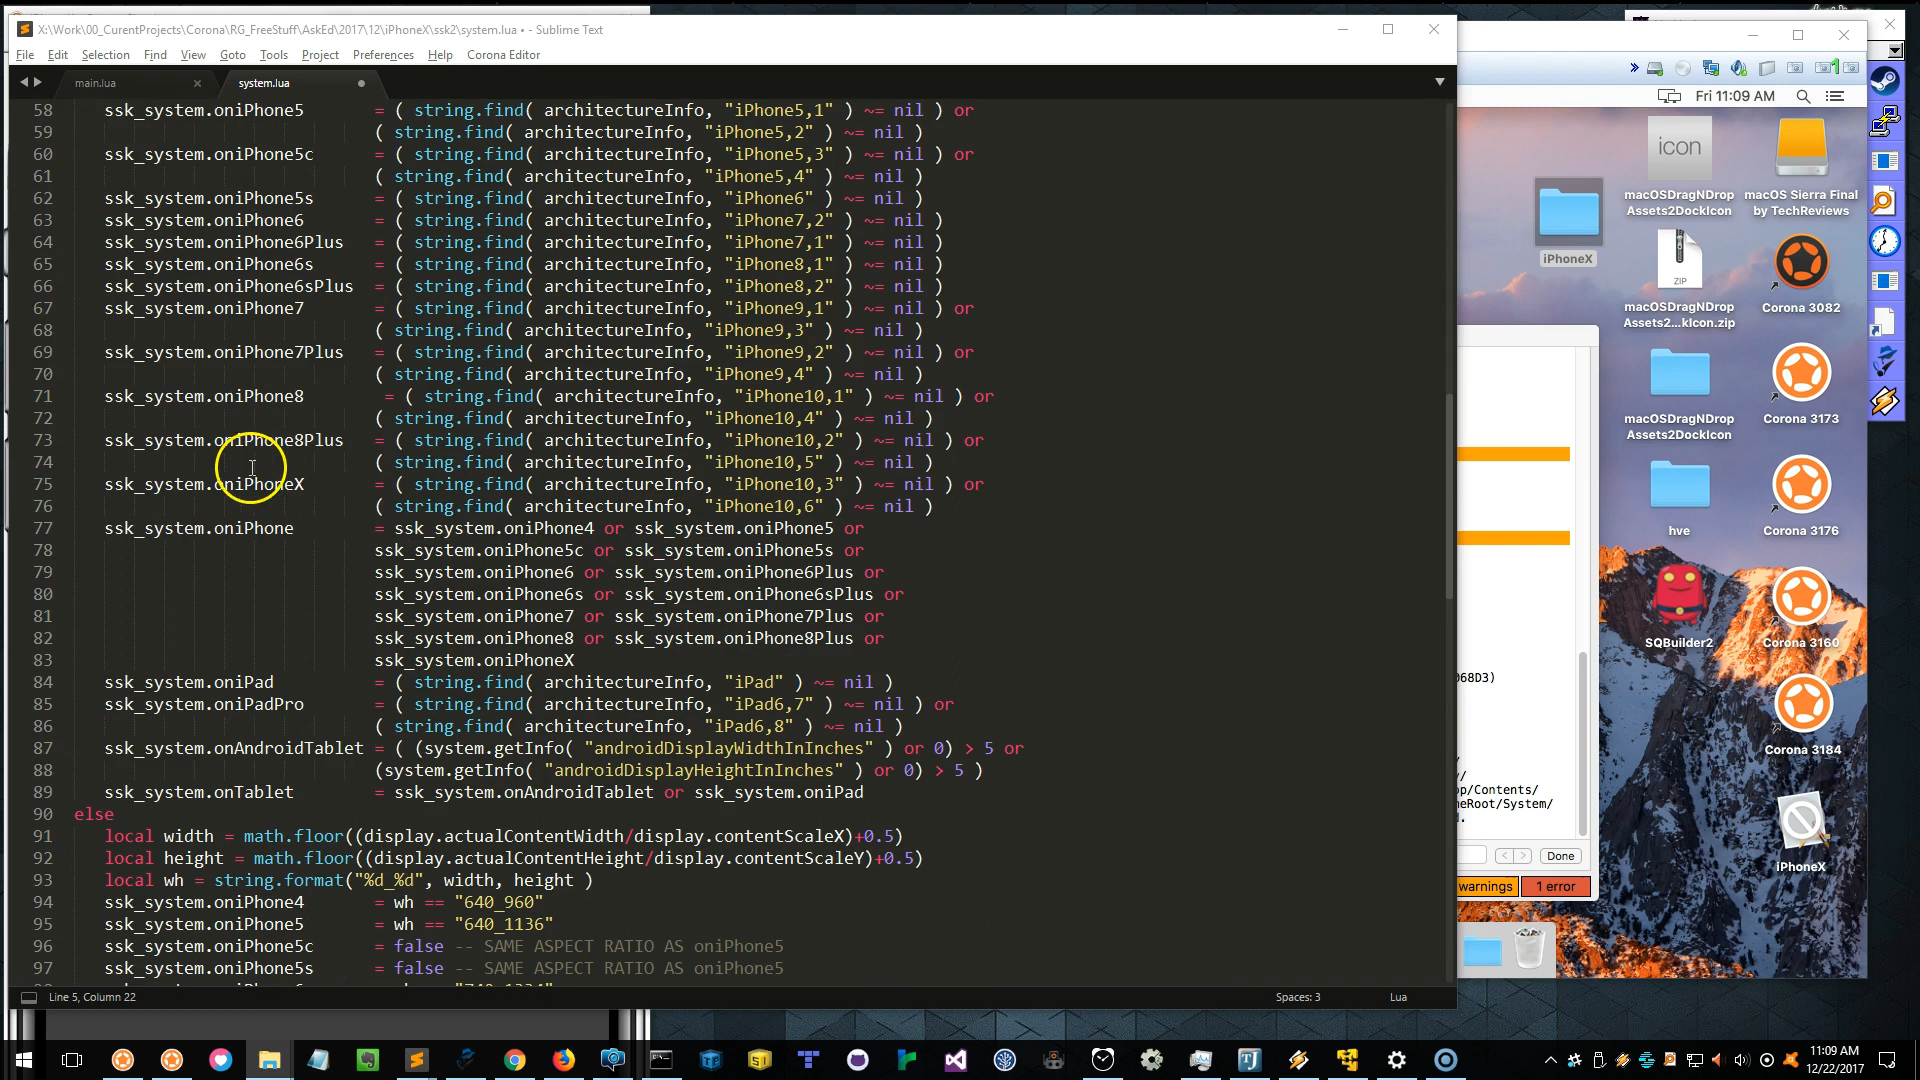 X:\Work\00_CurentProjects\Corona\RG_FreeStuff\AskEd\2017\12\iPhoneX\ssk2\system.lua • - Sublime Text
File Edit Selection Find View Goto Tools Project Preferences Help Corona Editor
main.lua
system.lua
58 ssk_system.oniPhone5 = ( string.find( architectureInfo, "iPhone5,1" ) ~= nil ) or
59 ( string.find( architectureInfo, "iPhone5,2" ) ~= nil )
60 ssk_system.oniPhone5c = ( string.find( architectureInfo, "iPhone5,3" ) ~= nil ) or
61 ( string.find( architectureInfo, "iPhone5,4" ) ~= nil )
62 ssk_system.oniPhone5s = ( string.find( architectureInfo, "iPhone6" ) ~= nil )
63 ssk_system.oniPhone6 = ( string.find( architectureInfo, "iPhone7,2" ) ~= nil )
64 ssk_system.oniPhone6Plus = ( string.find( architectureInfo, "iPhone7,1" ) ~= nil )
65 ssk_system.oniPhone6s = ( string.find( architectureInfo, "iPhone8,1" ) ~= nil )
66 ssk_system.oniPhone6sPlus = ( string.find( architectureInfo, "iPhone8,2" ) ~= nil )
67 ssk_system.oniPhone7 = ( string.find( architectureInfo, "iPhone9,1" ) ~= nil ) or
68 ( string.find( architectureInfo, "iPhone9,3" ) ~= nil )
69 ssk_system.oniPhone7Plus = ( string.find( architectureInfo, "iPhone9,2" ) ~= nil ) or
70 ( string.find( architectureInfo, "iPhone9,4" ) ~= nil )
71 ssk_system.oniPhone8 = ( string.find( architectureInfo, "iPhone10,1" ) ~= nil ) or
72 ( string.find( architectureInfo, "iPhone10,4" ) ~= nil )
73 ssk_system.oniPhone8Plus = ( string.find( architectureInfo, "iPhone10,2" ) ~= nil ) or
74 ( string.find( architectureInfo, "iPhone10,5" ) ~= nil )
75 ssk_system.oniPhoneX = ( string.find( architectureInfo, "iPhone10,3" ) ~= nil ) or
76 ( string.find( architectureInfo, "iPhone10,6" ) ~= nil )
77 ssk_system.oniPhone = ssk_system.oniPhone4 or ssk_system.oniPhone5 or
78 ssk_system.oniPhone5c or ssk_system.oniPhone5s or
79 ssk_system.oniPhone6 or ssk_system.oniPhone6Plus or
80 ssk_system.oniPhone6s or ssk_system.oniPhone6sPlus or
81 ssk_system.oniPhone7 or ssk_system.oniPhone7Plus or
82 ssk_system.oniPhone8 or ssk_system.oniPhone8Plus or
83 ssk_system.oniPhoneX
84 ssk_system.oniPad = ( string.find( architectureInfo, "iPad" ) ~= nil )
85 ssk_system.oniPadPro = ( string.find( architectureInfo, "iPad6,7" ) ~= nil ) or
86 ( string.find( architectureInfo, "iPad6,8" ) ~= nil )
87 ssk_system.onAndroidTablet = ( (system.getInfo( "androidDisplayWidthInInches" ) or 0) > 5 or
88 (system.getInfo( "androidDisplayHeightInInches" ) or 0) > 5 )
89 ssk_system.onTablet = ssk_system.onAndroidTablet or ssk_system.oniPad
90 else
91 local width = math.floor((display.actualContentWidth/display.contentScaleX)+0.5)
92 local height = math.floor((display.actualContentHeight/display.contentScaleY)+0.5)
93 local wh = string.format("%d_%d", width, height )
94 ssk_system.oniPhone4 = wh == "640_960"
95 ssk_system.oniPhone5 = wh == "640_1136"
96 ssk_system.oniPhone5c = false -- SAME ASPECT RATIO AS oniPhone5
97 ssk_system.oniPhone5s = false -- SAME ASPECT RATIO AS oniPhone5
Line 5, Column 22
Spaces: 3
Lua
Fri 11:09 AM
icon
ZIP
macOSDragNDrop
Assets2DockIcon
macOS Sierra Final
by TechReviews
iPhoneX
macOSDragNDrop
Assets2...kIcon.zip
Corona 3082
macOSDragNDrop
Assets2DockIcon
Corona 3173
hve
Corona 3176
SQBuilder2
Corona 3160
068D3)
Corona 3184
op/Contents/
neRoot/System/
d.
Done
warnings
1 error
iPhoneX
11:09 AM
12/22/2017